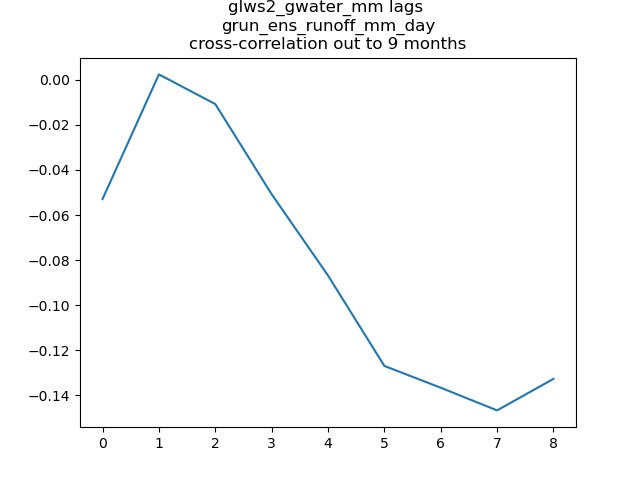 glws2_gwater_mm lags
grun_ens_runoff_mm_day
cross-correlation out to 9 months
0.00
−0.02
−0.04
−0.06
−0.08
−0.10
−0.12
−0.14
0 1 2 3 4 5 6 7 8